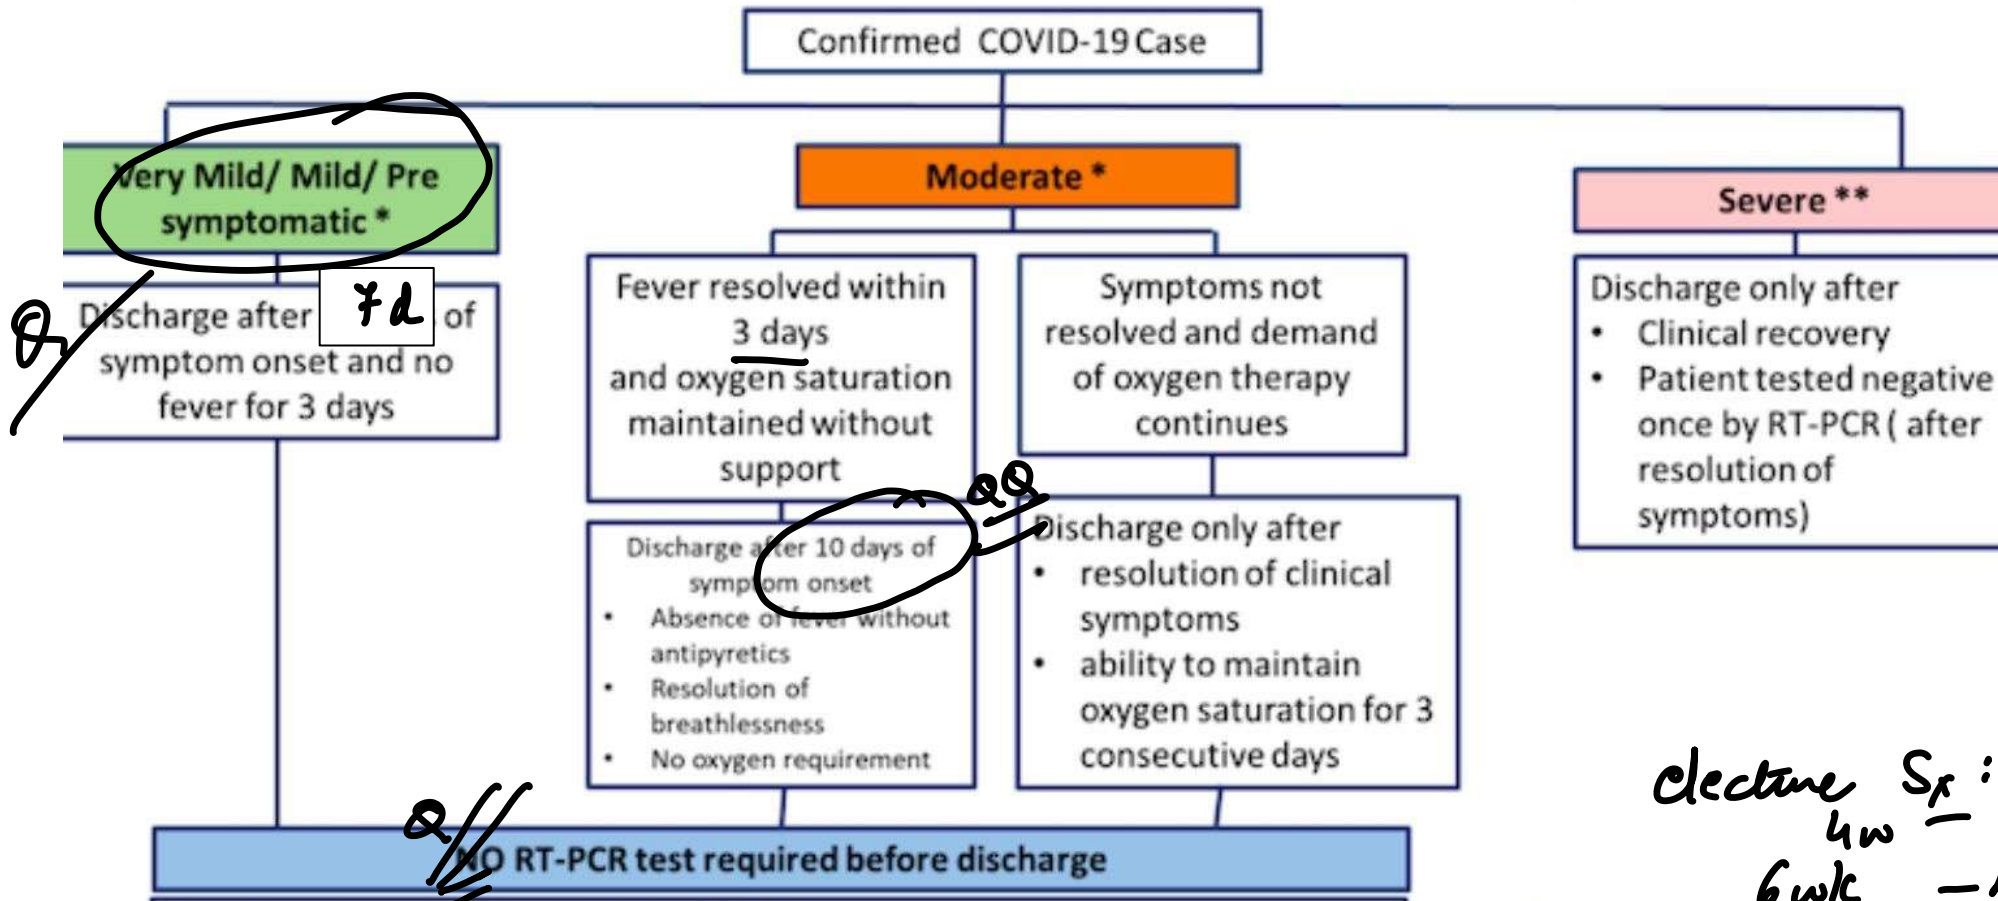 Confirmed COVID-19 Case
Very Mild/ Mild/ Pre
symptomatic *
Discharge after 7d of
symptom onset and no
fever for 3 days
Q
Moderate *
Fever resolved within
3 days
and oxygen saturation
maintained without
support
QQ
Discharge after 10 days of
symptom onset
• Absence of fever without
antipyretics
• Resolution of
breathlessness
• No oxygen requirement
Symptoms not
resolved and demand
of oxygen therapy
continues
Discharge only after
• resolution of clinical
symptoms
• ability to maintain
oxygen saturation for 3
consecutive days
Severe **
Discharge only after
• Clinical recovery
• Patient tested negative
once by RT-PCR ( after
resolution of
symptoms)
Q
NO RT-PCR test required before discharge
elective Sx :
4w
6wk